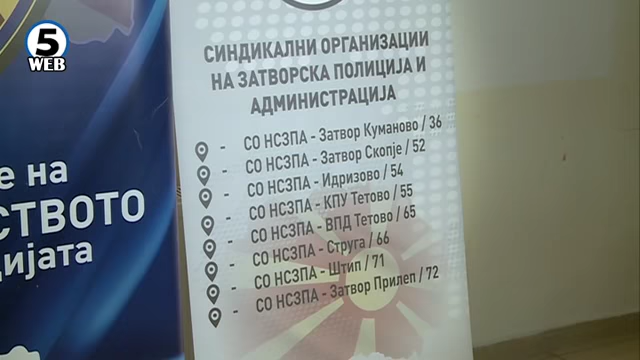 5
WEB
СИНДИКАЛНИ ОРГАНИЗАЦИИ
НА ЗАТВОРСКА ПОЛИЦИЈА И
АДМИНИСТРАЦИЈА
- СО НСЗПА - Затвор Куманово / 36
- СО НСЗПА - Затвор Скопје / 52
- СО НСЗПА - Идризово / 54
- СО НСЗПА - КПУ Тетово / 55
- СО НСЗПА - ВПД Тетово / 65
- СО НСЗПА - Струга / 66
- СО НСЗПА - Штип / 71
- СО НСЗПА - Затвор Прилеп / 72
е на
СТВОТО
ијата